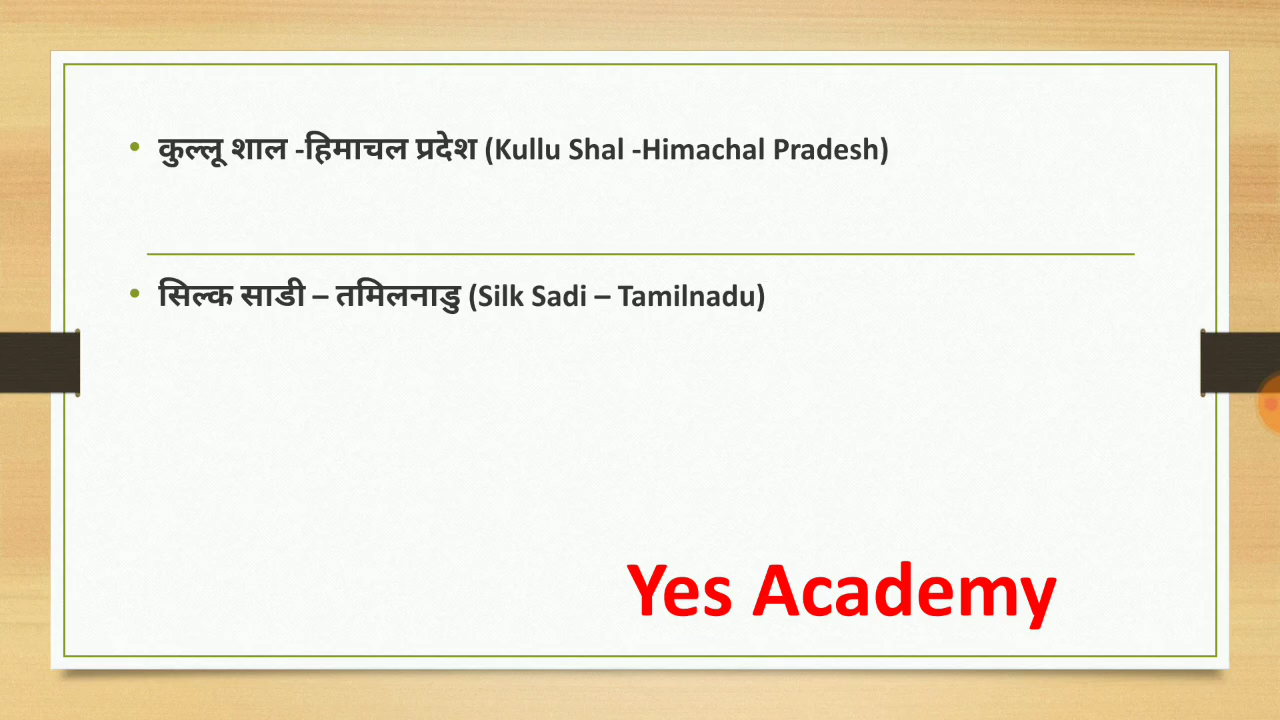 • कुल्लू शाल -हिमाचल प्रदेश (Kullu Shal -Himachal Pradesh)
• सिल्क साडी – तमिलनाडु (Silk Sadi – Tamilnadu)
Yes Academy